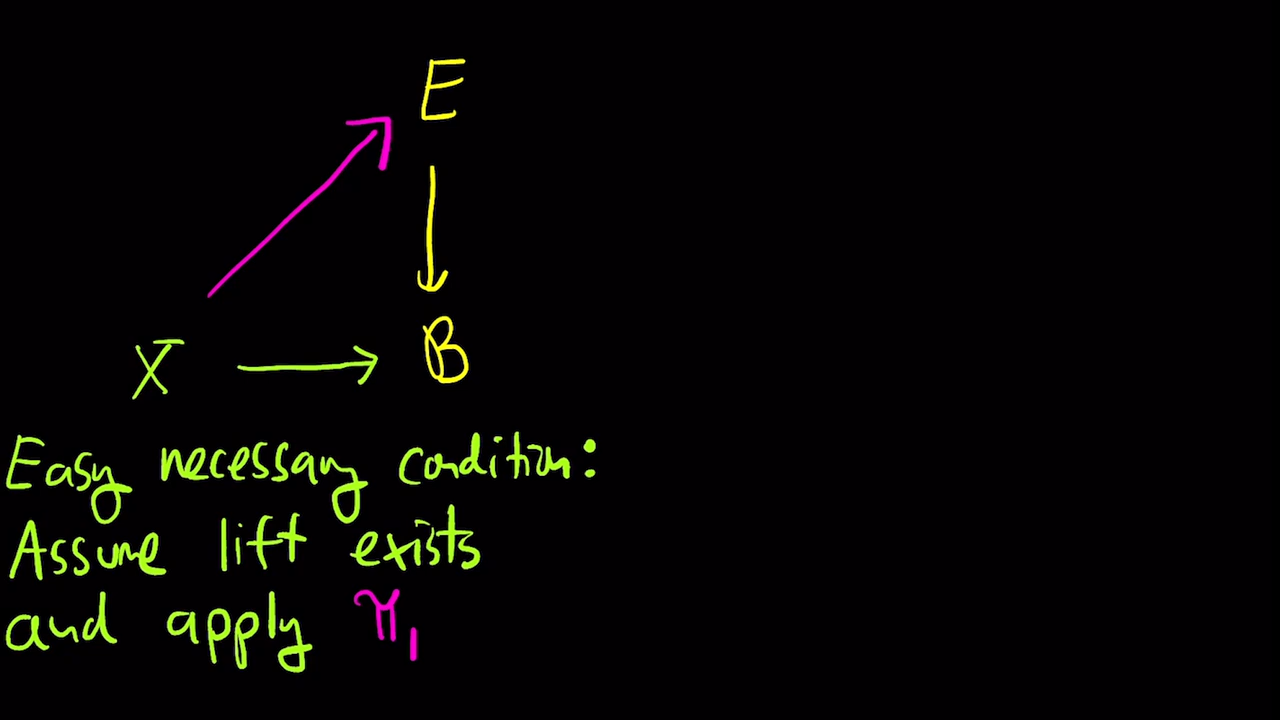 E
X B
Easy necessary condition:
Assume lift exists
and apply π₁